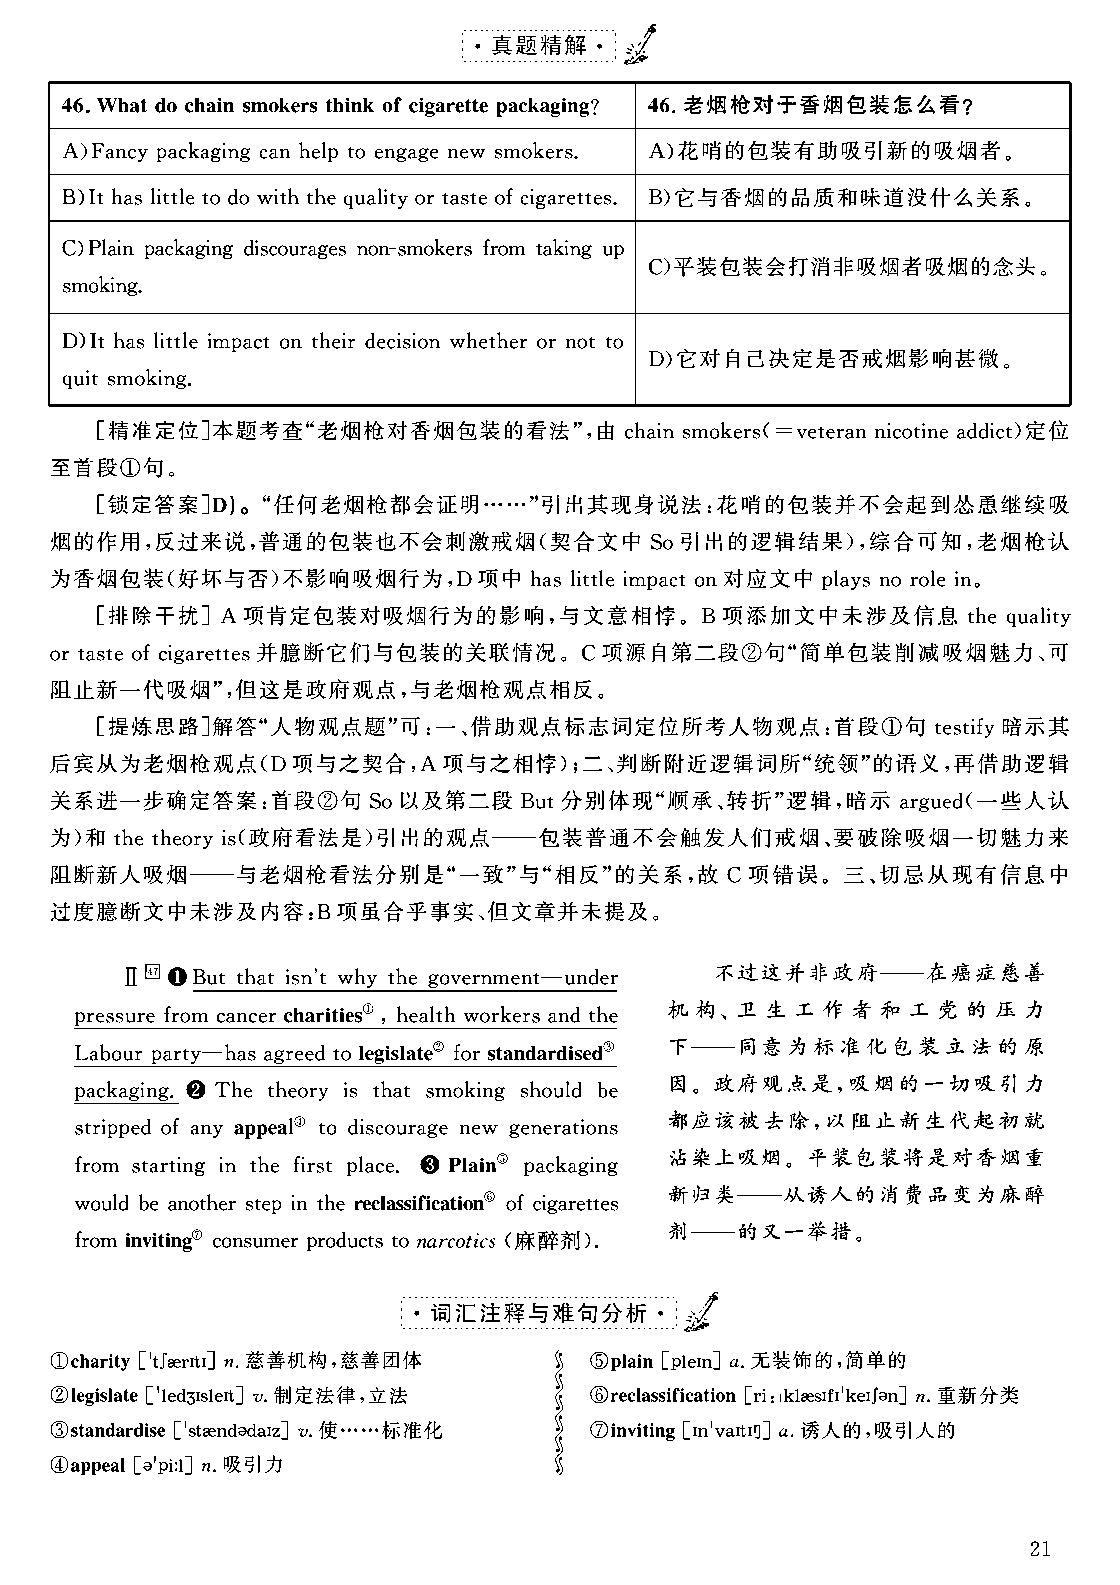 ·真题精解·
46. What do chain smokers think of cigarette packaging?
46. 老烟枪对于香烟包装怎么看?
A)Fancy packaging can help to engage new smokers.
A)花哨的包装有助吸引新的吸烟者。
B)It has little to do with the quality or taste of cigarettes.
B)它与香烟的品质和味道没什么关系。
C)Plain packaging discourages non-smokers from taking up
smoking.
C)平装包装会打消非吸烟者吸烟的念头。
D)It has little impact on their decision whether or not to
quit smoking.
D)它对自己决定是否戒烟影响甚微。
[精准定位]本题考查“老烟枪对香烟包装的看法”,由 chain smokers(=veteran nicotine addict)定位
至首段①句。
[锁定答案]D)。“任何老烟枪都会证明……”引出其现身说法:花哨的包装并不会起到怂恿继续吸
烟的作用,反过来说,普通的包装也不会刺激戒烟(契合文中 So 引出的逻辑结果),综合可知,老烟枪认
为香烟包装(好坏与否)不影响吸烟行为,D 项中 has little impact on 对应文中 plays no role in。
[排除干扰] A 项肯定包装对吸烟行为的影响,与文意相悖。B 项添加文中未涉及信息 the quality
or taste of cigarettes 并臆断它们与包装的关联情况。C 项源自第二段②句“简单包装削减吸烟魅力、可
阻止新一代吸烟”,但这是政府观点,与老烟枪观点相反。
[提炼思路]解答“人物观点题”可:一、借助观点标志词定位所考人物观点:首段①句 testify 暗示其
后宾从为老烟枪观点(D 项与之契合,A 项与之相悖);二、判断附近逻辑词所“统领”的语义,再借助逻辑
关系进一步确定答案:首段②句 So 以及第二段 But 分别体现“顺承、转折”逻辑,暗示 argued(一些人认
为)和 the theory is(政府看法是)引出的观点——包装普通不会触发人们戒烟、要破除吸烟一切魅力来
阻断新人吸烟——与老烟枪看法分别是“一致”与“相反”的关系,故 C 项错误。三、切忌从现有信息中
过度臆断文中未涉及内容:B 项虽合乎事实、但文章并未提及。
Ⅱ 47 ❶But that isn't why the government—under
pressure from cancer charities①, health workers and the
Labour party—has agreed to legislate② for standardised③
packaging. ❷ The theory is that smoking should be
stripped of any appeal④ to discourage new generations
from starting in the first place. ❸ Plain⑤ packaging
would be another step in the reclassification⑥ of cigarettes
from inviting⑦ consumer products to narcotics (麻醉剂).
不过这并非政府——在癌症慈善
机构、卫生工作者和工党的压力
下——同意为标准化包装立法的原
因。政府观点是,吸烟的一切吸引力
都应该被去除,以阻止新生代起初就
沾染上吸烟。平装包装将是对香烟重
新归类——从诱人的消费品变为麻醉
剂——的又一举措。
·词汇注释与难句分析·
①charity [ˈtʃærɪtɪ] n. 慈善机构,慈善团体
②legislate [ˈledʒɪsleɪt] v. 制定法律,立法
③standardise [ˈstændədaɪz] v. 使……标准化
④appeal [əˈpiːl] n. 吸引力
⑤plain [pleɪn] a. 无装饰的,简单的
⑥reclassification [riːˌklæsɪfɪˈkeɪʃən] n. 重新分类
⑦inviting [ɪnˈvaɪtɪŋ] a. 诱人的,吸引人的
21